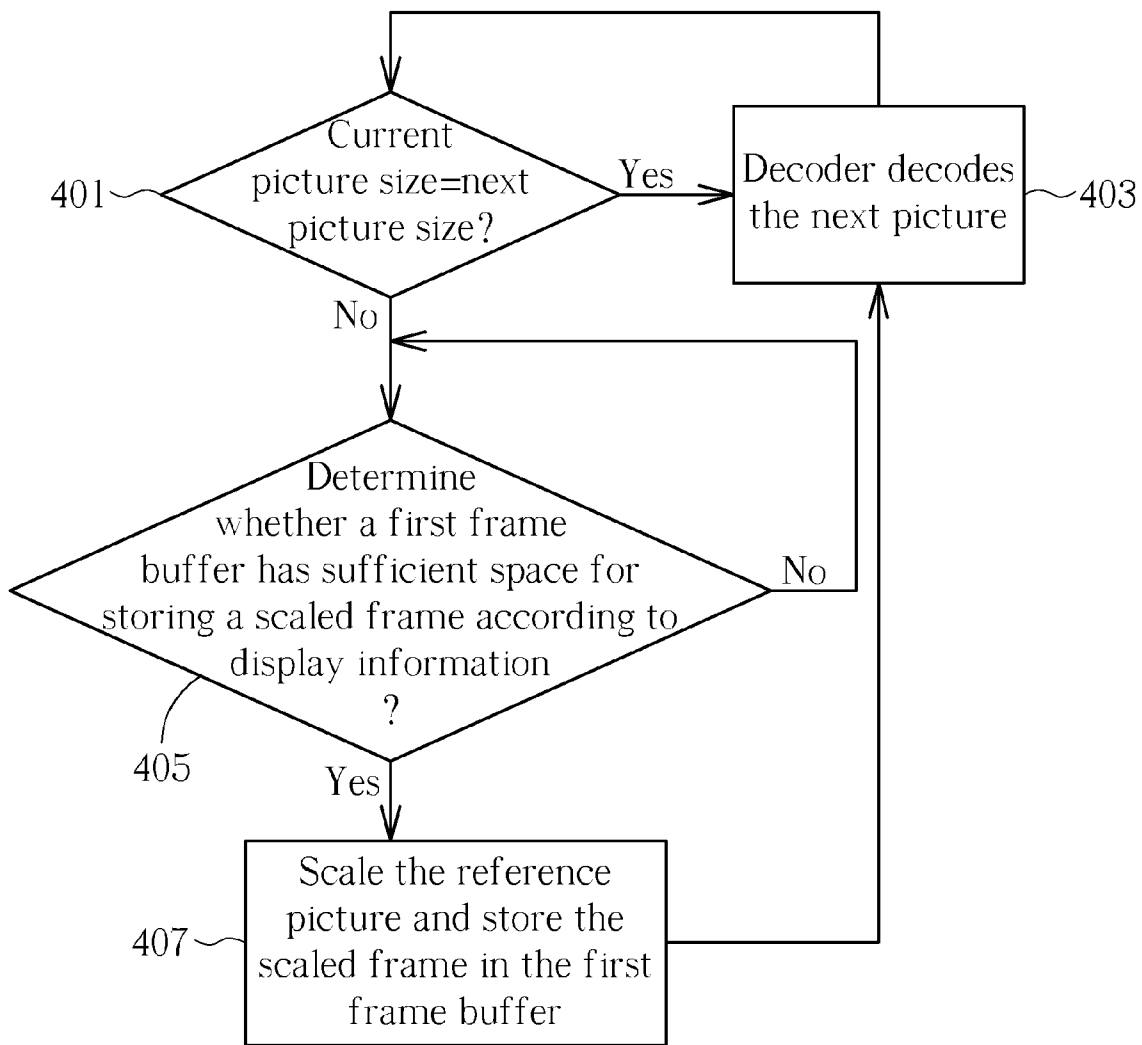 Current
picture size=next
picture size?
401
Yes
Decoder decodes
the next picture
403
No
Determine
whether a first frame
buffer has sufficient space for
storing a scaled frame according to
display information
?
No
405
Yes
Scale the reference
picture and store the
scaled frame in the first
frame buffer
407